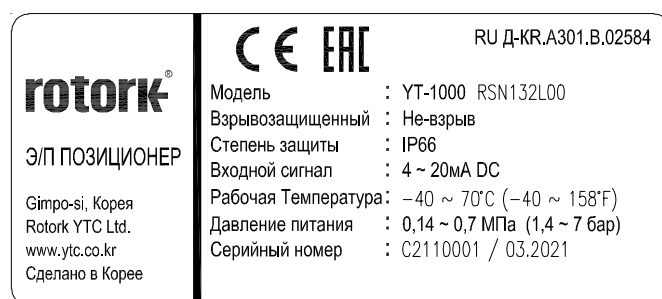 rotork®
Э/П ПОЗИЦИОНЕР
Gimpo-si, Корея
Rotork YTC Ltd.
www.ytc.co.kr
Сделано в Корее
CE EAC
RU Д-KR.A301.B.02584
Модель : YT-1000 RSN132L00
Взрывозащищенный : Не-взрыв
Степень защиты : IP66
Входной сигнал : 4 ~ 20мА DC
Рабочая Температура : -40 ~ 70°C (-40 ~ 158°F)
Давление питания : 0,14 ~ 0,7 МПа (1,4 ~ 7 бар)
Серийный номер : C2110001 / 03.2021